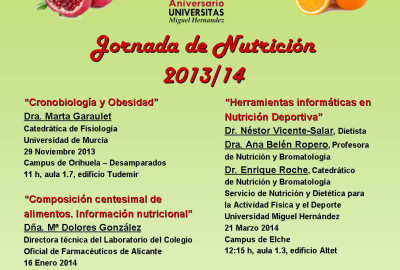 Aniversario
UNIVERSITAS
Miguel Hernández
Jornada de Nutrición
2013/14
"Cronobiología y Obesidad"
Dra. Marta Garaulet
Catedrática de Fisiología
Universidad de Murcia
29 Noviembre 2013
Campus de Orihuela – Desamparados
11 h, aula 1.7, edificio Tudemir
"Composición centesimal de
alimentos. Información nutricional"
Dña. Mª Dolores González
Directora técnica del Laboratorio del Colegio
Oficial de Farmacéuticos de Alicante
16 Enero 2014
"Herramientas informáticas en
Nutrición Deportiva"
Dr. Néstor Vicente-Salar, Dietista
Dra. Ana Belén Ropero, Profesora
de Nutrición y Bromatología
Dr. Enrique Roche, Catedrático
de Nutrición y Bromatología
Servicio de Nutrición y Dietética para
la Actividad Física y el Deporte
Universidad Miguel Hernández
21 Marzo 2014
Campus de Elche
12:15 h, aula 1.3, edificio Altet